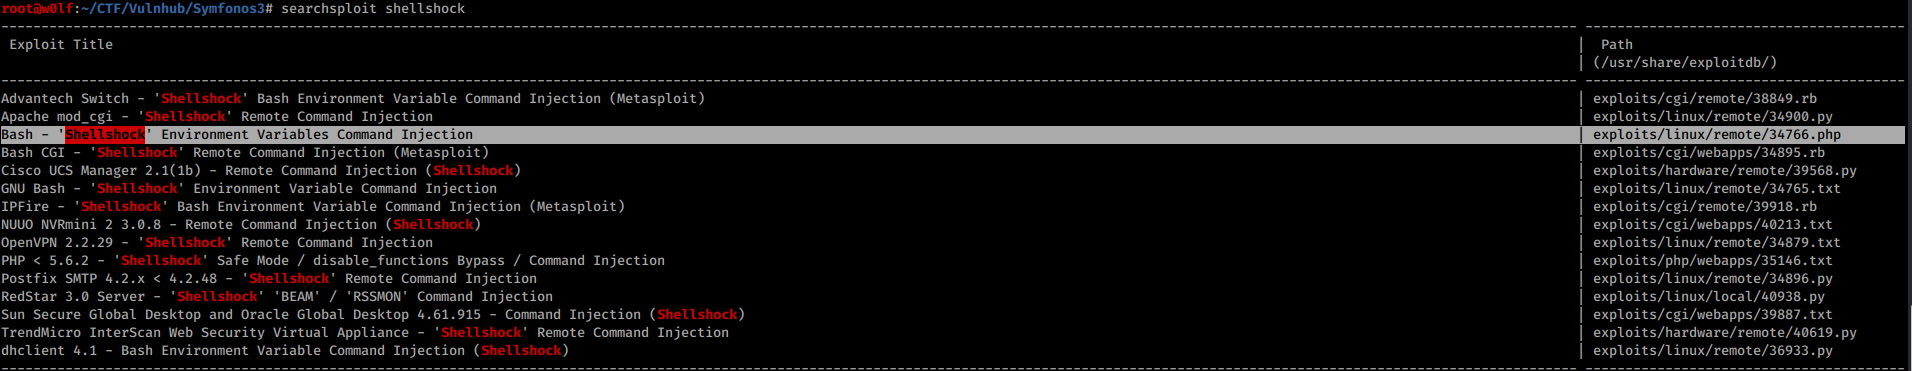 root@w0lf:~/CTF/Vulnhub/Symfonos3# searchsploit shellshock
Exploit Title | Path
| (/usr/share/exploitdb/)
Advantech Switch - 'Shellshock' Bash Environment Variable Command Injection (Metasploit) | exploits/cgi/remote/38849.rb
Apache mod_cgi - 'Shellshock' Remote Command Injection | exploits/linux/remote/34900.py
Bash - 'Shellshock' Environment Variables Command Injection | exploits/linux/remote/34766.php
Bash CGI - 'Shellshock' Remote Command Injection (Metasploit) | exploits/cgi/webapps/34895.rb
Cisco UCS Manager 2.1(1b) - Remote Command Injection (Shellshock) | exploits/hardware/remote/39568.py
GNU Bash - 'Shellshock' Environment Variable Command Injection | exploits/linux/remote/34765.txt
IPFire - 'Shellshock' Bash Environment Variable Command Injection (Metasploit) | exploits/cgi/remote/39918.rb
NUUO NVRmini 2 3.0.8 - Remote Command Injection (Shellshock) | exploits/cgi/webapps/40213.txt
OpenVPN 2.2.29 - 'Shellshock' Remote Command Injection | exploits/linux/remote/34879.txt
PHP < 5.6.2 - 'Shellshock' Safe Mode / disable_functions Bypass / Command Injection | exploits/php/webapps/35146.txt
Postfix SMTP 4.2.x < 4.2.48 - 'Shellshock' Remote Command Injection | exploits/linux/remote/34896.py
RedStar 3.0 Server - 'Shellshock' 'BEAM' / 'RSSMON' Command Injection | exploits/linux/local/40938.py
Sun Secure Global Desktop and Oracle Global Desktop 4.61.915 - Command Injection (Shellshock) | exploits/cgi/webapps/39887.txt
TrendMicro InterScan Web Security Virtual Appliance - 'Shellshock' Remote Command Injection | exploits/hardware/remote/40619.py
dhclient 4.1 - Bash Environment Variable Command Injection (Shellshock) | exploits/linux/remote/36933.py